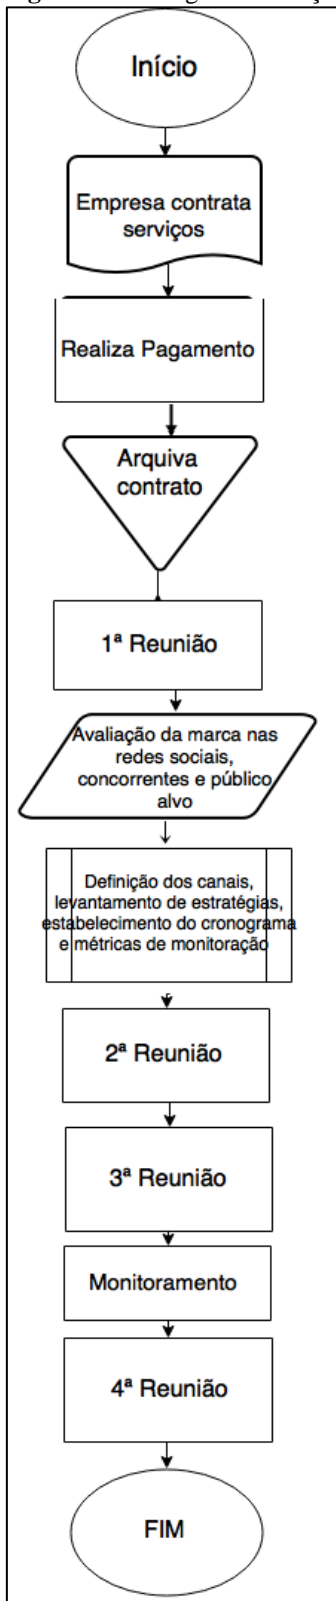 Início
Empresa contrata
serviços
Realiza Pagamento
Arquiva
contrato
1ª Reunião
Avaliação da marca nas
redes sociais,
concorrentes e público
alvo
Definição dos canais,
levantamento de estratégias,
estabelecimento do cronograma
e métricas de monitoração
2ª Reunião
3ª Reunião
Monitoramento
4ª Reunião
FIM